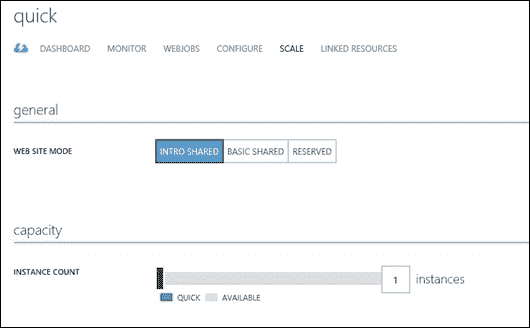 quick
DASHBOARD MONITOR WEBJOBS CONFIGURE SCALE LINKED RESOURCES
general
WEB SITE MODE INTRO SHARED BASIC SHARED RESERVED
capacity
INSTANCE COUNT 1 instances
QUICK AVAILABLE